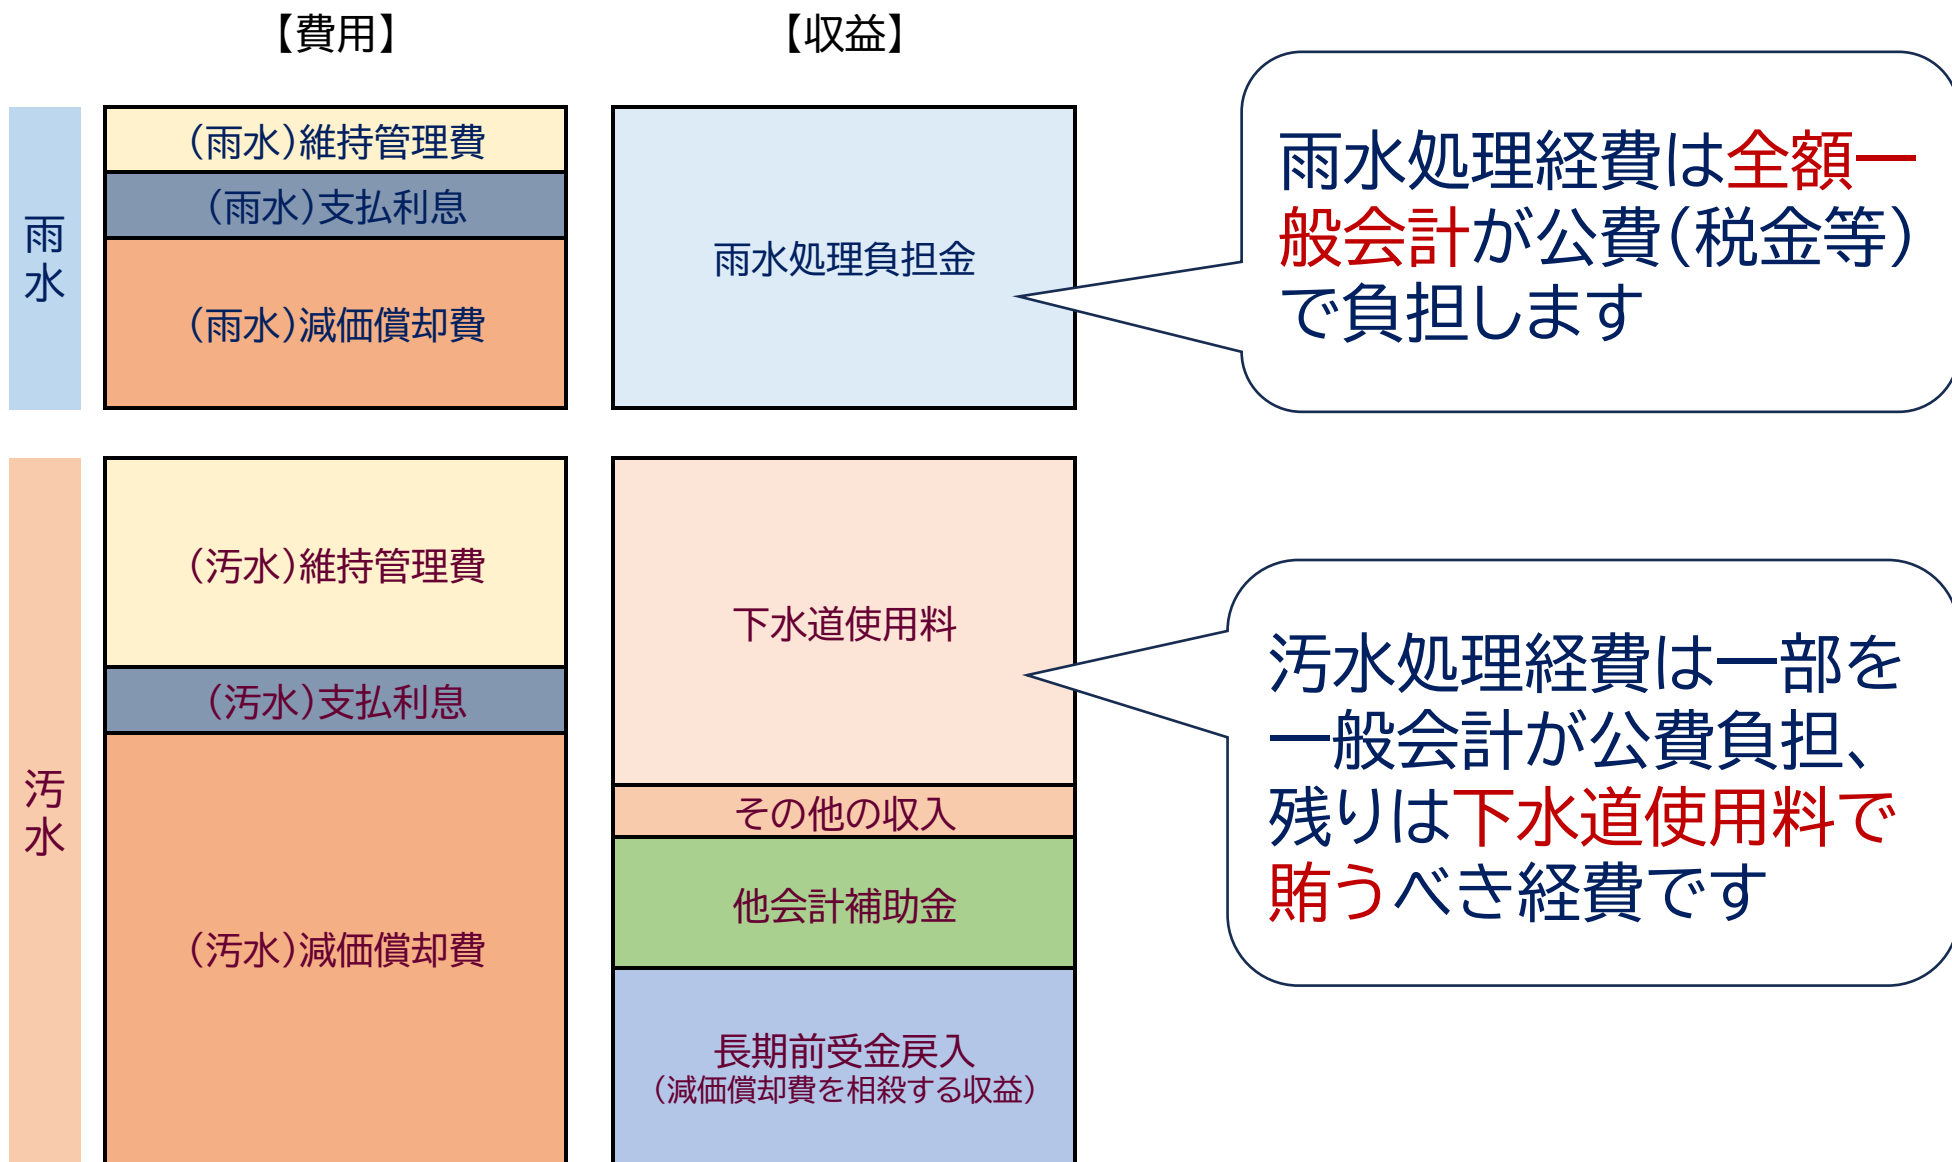 【費用】
【収益】
雨
水
（雨水）維持管理費
（雨水）支払利息
（雨水）減価償却費
雨水処理負担金
雨水処理経費は全額一
般会計が公費（税金等）
で負担します
汚
水
（汚水）維持管理費
（汚水）支払利息
（汚水）減価償却費
下水道使用料
その他の収入
他会計補助金
長期前受金戻入
（減価償却費を相殺する収益）
汚水処理経費は一部を
一般会計が公費負担、
残りは下水道使用料で
賄うべき経費です